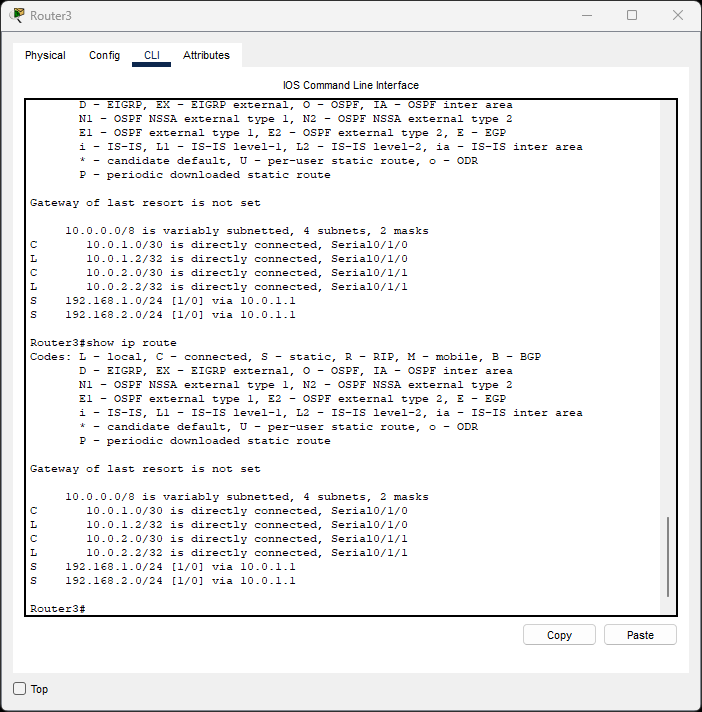 Router3
Physical Config CLI Attributes
IOS Command Line Interface
D - EIGRP, EX - EIGRP external, O - OSPF, IA - OSPF inter area
N1 - OSPF NSSA external type 1, N2 - OSPF NSSA external type 2
E1 - OSPF external type 1, E2 - OSPF external type 2, E - EGP
i - IS-IS, L1 - IS-IS level-1, L2 - IS-IS level-2, ia - IS-IS inter area
* - candidate default, U - per-user static route, o - ODR
P - periodic downloaded static route
Gateway of last resort is not set
10.0.0.0/8 is variably subnetted, 4 subnets, 2 masks
C 10.0.1.0/30 is directly connected, Serial0/1/0
L 10.0.1.2/32 is directly connected, Serial0/1/0
C 10.0.2.0/30 is directly connected, Serial0/1/1
L 10.0.2.2/32 is directly connected, Serial0/1/1
S 192.168.1.0/24 [1/0] via 10.0.1.1
S 192.168.2.0/24 [1/0] via 10.0.1.1
Router3#show ip route
Codes: L - local, C - connected, S - static, R - RIP, M - mobile, B - BGP
D - EIGRP, EX - EIGRP external, O - OSPF, IA - OSPF inter area
N1 - OSPF NSSA external type 1, N2 - OSPF NSSA external type 2
E1 - OSPF external type 1, E2 - OSPF external type 2, E - EGP
i - IS-IS, L1 - IS-IS level-1, L2 - IS-IS level-2, ia - IS-IS inter area
* - candidate default, U - per-user static route, o - ODR
P - periodic downloaded static route
Gateway of last resort is not set
10.0.0.0/8 is variably subnetted, 4 subnets, 2 masks
C 10.0.1.0/30 is directly connected, Serial0/1/0
L 10.0.1.2/32 is directly connected, Serial0/1/0
C 10.0.2.0/30 is directly connected, Serial0/1/1
L 10.0.2.2/32 is directly connected, Serial0/1/1
S 192.168.1.0/24 [1/0] via 10.0.1.1
S 192.168.2.0/24 [1/0] via 10.0.1.1
Router3#
Copy Paste
Top